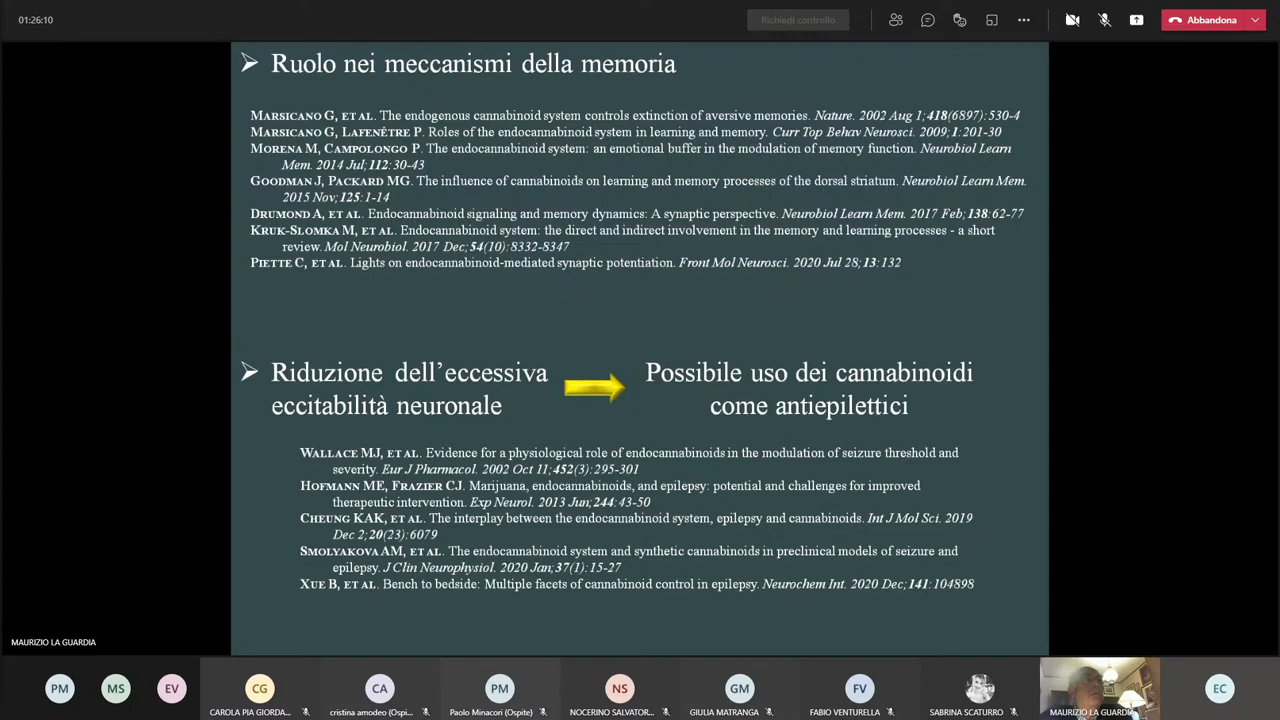 01:26:10
Richiedi controllo
Abbandona
Ruolo nei meccanismi della memoria
MARSICANO G, ET AL. The endogenous cannabinoid system controls extinction of aversive memories. Nature. 2002 Aug 1;418(6897):530-4
MARSICANO G, LAFENÊTRE P. Roles of the endocannabinoid system in learning and memory. Curr Top Behav Neurosci. 2009;1:201-30
MORENA M, CAMPOLONGO P. The endocannabinoid system: an emotional buffer in the modulation of memory function. Neurobiol Learn
Mem. 2014 Jul;112:30-43
GOODMAN J, PACKARD MG. The influence of cannabinoids on learning and memory processes of the dorsal striatum. Neurobiol Learn Mem.
2015 Nov;125:1-14
DRUMOND A, ET AL. Endocannabinoid signaling and memory dynamics: A synaptic perspective. Neurobiol Learn Mem. 2017 Feb;138:62-77
KRUK-SLOMKA M, ET AL. Endocannabinoid system: the direct and indirect involvement in the memory and learning processes - a short
review. Mol Neurobiol. 2017 Dec;54(10):8332-8347
PIETTE C, ET AL. Lights on endocannabinoid-mediated synaptic potentiation. Front Mol Neurosci. 2020 Jul 28;13:132
Riduzione dell'eccessiva
eccitabilità neuronale
Possibile uso dei cannabinoidi
come antiepilettici
WALLACE MJ, ET AL. Evidence for a physiological role of endocannabinoids in the modulation of seizure threshold and
severity. Eur J Pharmacol. 2002 Oct 11;452(3):295-301
HOFMANN ME, FRAZIER CJ. Marijuana, endocannabinoids, and epilepsy: potential and challenges for improved
therapeutic intervention. Exp Neurol. 2013 Jun;244:43-50
CHEUNG KAK, ET AL. The interplay between the endocannabinoid system, epilepsy and cannabinoids. Int J Mol Sci. 2019
Dec 2;20(23):6079
SMOLYAKOVA AM, ET AL. The endocannabinoid system and synthetic cannabinoids in preclinical models of seizure and
epilepsy. J Clin Neurophysiol. 2020 Jan;37(1):15-27
XUE B, ET AL. Bench to bedside: Multiple facets of cannabinoid control in epilepsy. Neurochem Int. 2020 Dec;141:104898
MAURIZIO LA GUARDIA
PM
MS
EV
CG
CA
PM
NS
GM
FV
EC
CAROLA PIA GIORDA...
cristina amodeo (Ospi...
Paolo Minacori (Ospite)
NOCERINO SALVATOR...
GIULIA MATRANGA
FABIO VENTURELLA
SABRINA SCATURRO
MAURIZIO LA GUARDIA